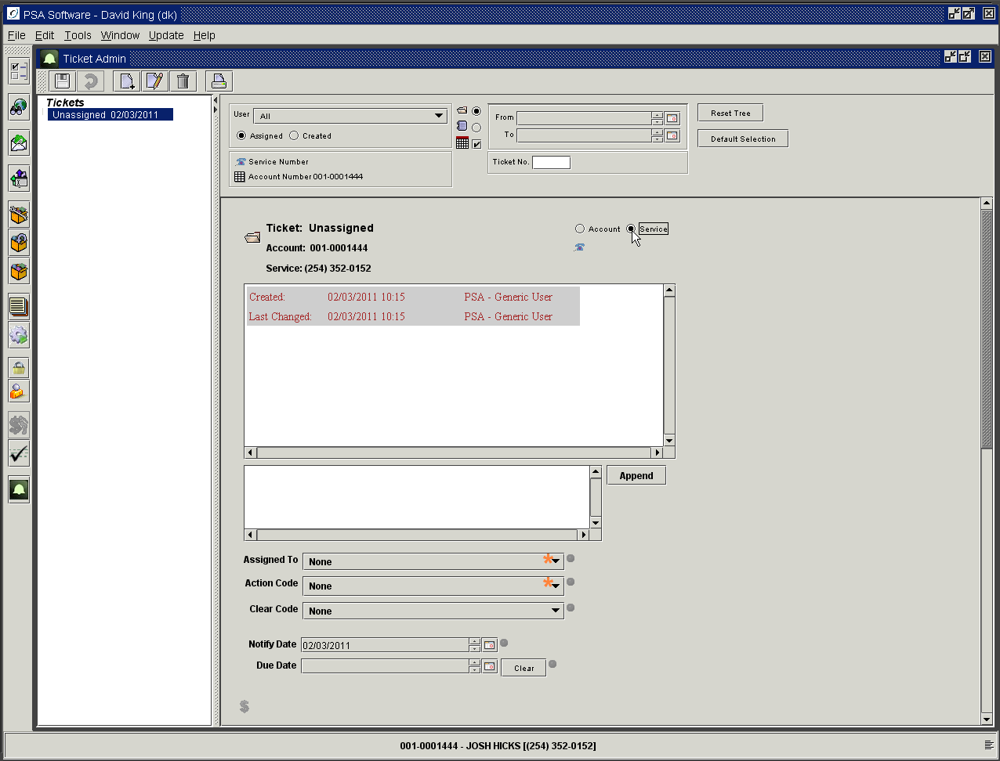 PSA Software - David King (dk)
File Edit Tools Window Update Help
Ticket Admin
Tickets
Unassigned 02/03/2011
User All
Assigned Created
From
To
Reset Tree
Default Selection
Service Number
Account Number 001-0001444
Ticket No.
Ticket: Unassigned
Account Service
Account: 001-0001444
Service: (254) 352-0152
Created: 02/03/2011 10:15 PSA - Generic User
Last Changed: 02/03/2011 10:15 PSA - Generic User
Append
Assigned To None
Action Code None
Clear Code None
Notify Date 02/03/2011
Due Date Clear
$
001-0001444 - JOSH HICKS [(254) 352-0152]